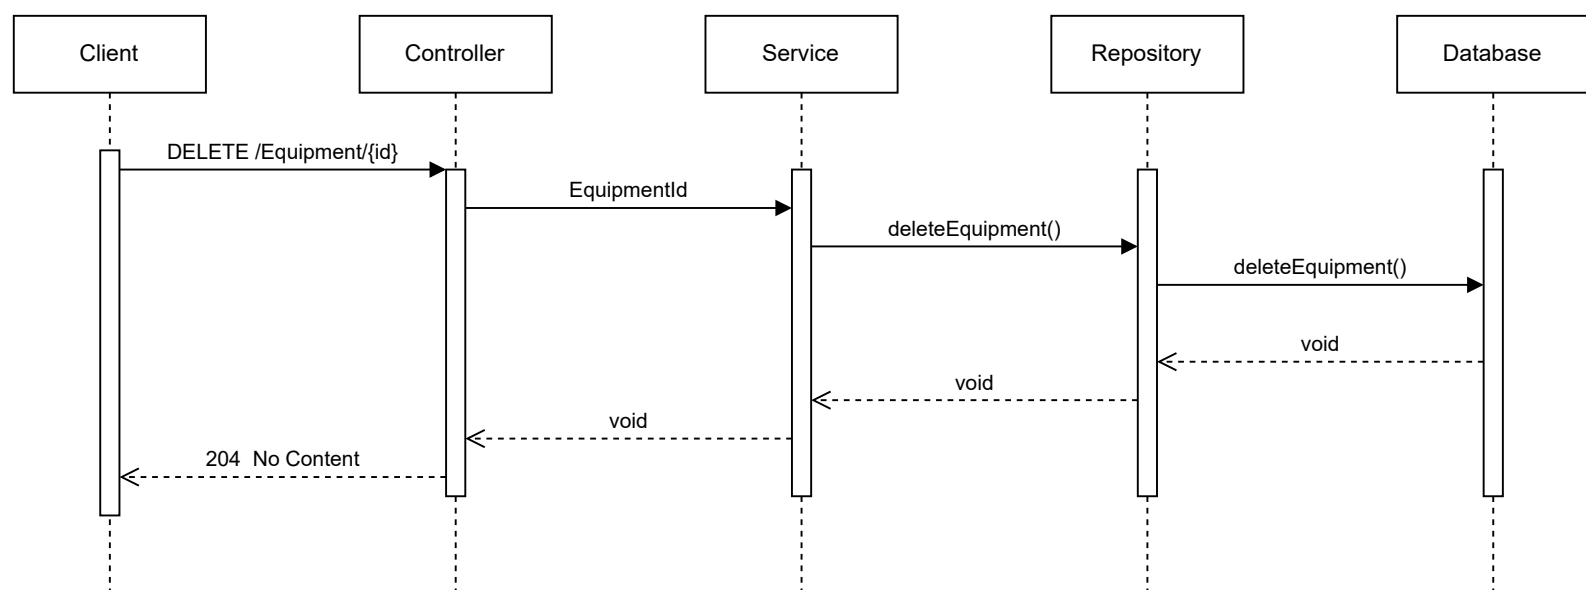 Client
Controller
Service
Repository
Database
DELETE /Equipment/{id}
EquipmentId
deleteEquipment()
deleteEquipment()
void
void
void
204  No Content